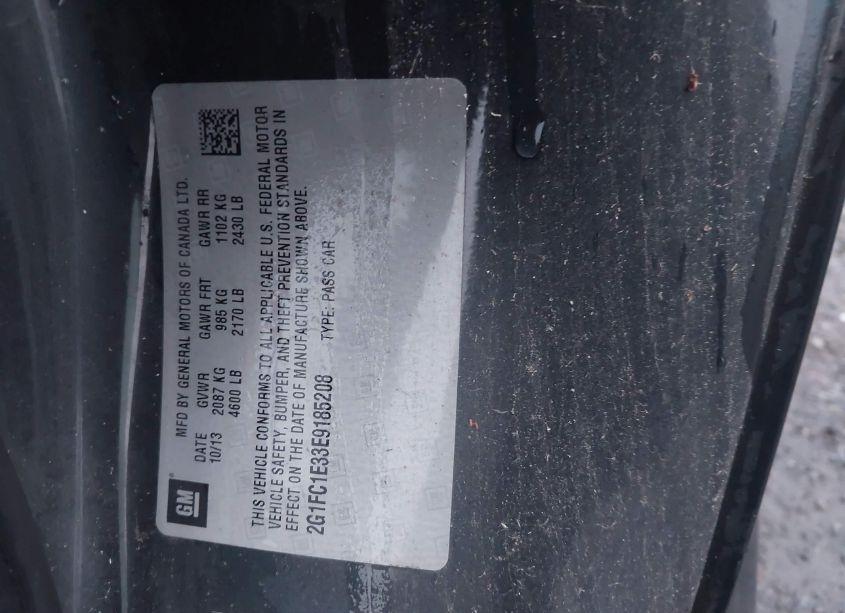 GM
MFD BY GENERAL MOTORS OF CANADA LTD.
DATE GVWR GAWR FRT GAWR RR
10/13 2087 KG 985 KG 1102 KG
4600 LB 2170 LB 2430 LB
THIS VEHICLE CONFORMS TO ALL APPLICABLE U.S. FEDERAL MOTOR
VEHICLE SAFETY, BUMPER, AND THEFT PREVENTION STANDARDS IN
EFFECT ON THE DATE OF MANUFACTURE SHOWN ABOVE.
2G1FC1E33E9185208 TYPE: PASS CAR